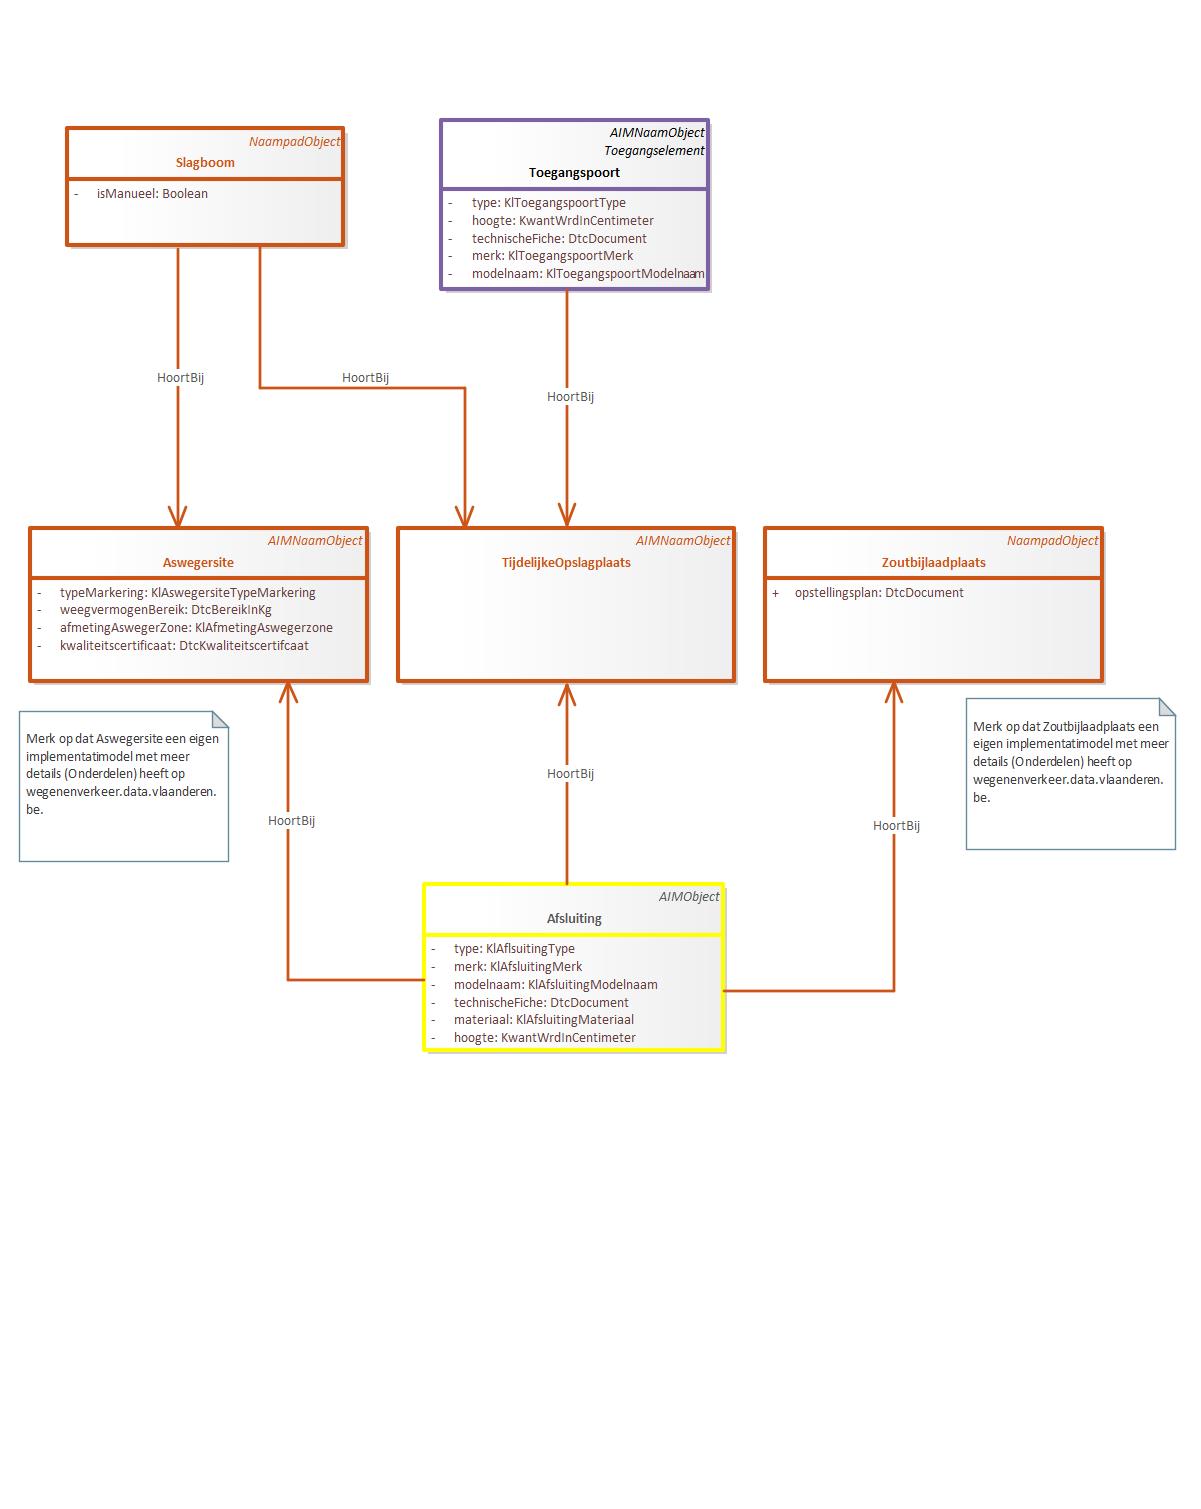 NaampadObject
Slagboom
- isManueel: Boolean
AIMNaamObject
Toegangselement
Toegangspoort
- type: KlToegangspoortType
- hoogte: KwantWrdInCentimeter
- technischeFiche: DtcDocument
- merk: KlToegangspoortMerk
- modelnaam: KlToegangspoortModelnaam
HoortBij
HoortBij
HoortBij
AIMNaamObject
Aswegersite
- typeMarkering: KlAswegersiteTypeMarkering
- weegvermogenBereik: DtcBereikInKg
- afmetingAswegerZone: KlAfmetingAswegerzone
- kwaliteitscertificaat: DtcKwaliteitscertifcaat
AIMNaamObject
TijdelijkeOpslagplaats
NaampadObject
Zoutbijlaadplaats
+ opstellingsplan: DtcDocument
Merk op dat Aswegersite een eigen
implementatimodel met meer
details (Onderdelen) heeft op
wegenenverkeer.data.vlaanderen.
be.
Merk op dat Zoutbijlaadplaats een
eigen implementatimodel met meer
details (Onderdelen) heeft op
wegenenverkeer.data.vlaanderen.
be.
HoortBij
HoortBij
HoortBij
AIMObject
Afsluiting
- type: KlAflsuitingType
- merk: KlAfsluitingMerk
- modelnaam: KlAfsluitingModelnaam
- technischeFiche: DtcDocument
- materiaal: KlAfsluitingMateriaal
- hoogte: KwantWrdInCentimeter